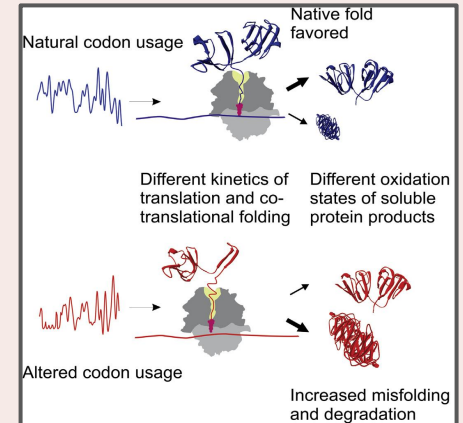 Natural codon usage
Native fold
favored
Different kinetics of
translation and co-
translational folding
Different oxidation
states of soluble
protein products
Altered codon usage
Increased misfolding
and degradation